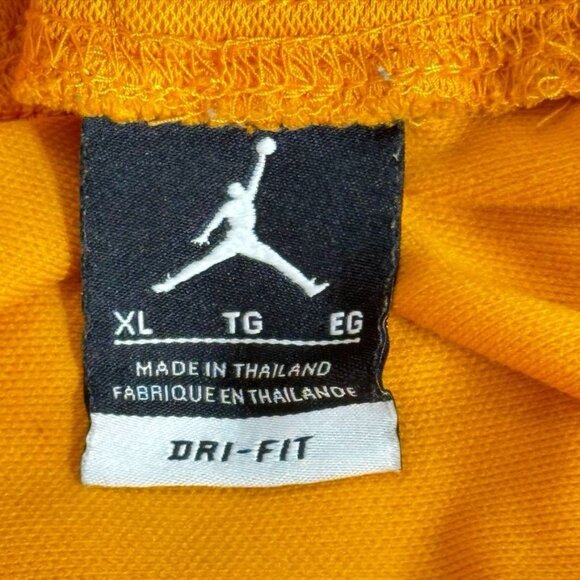 XL TG EG
MADE IN THAILAND
FABRIQUE EN THAILANDE
DRI-FIT